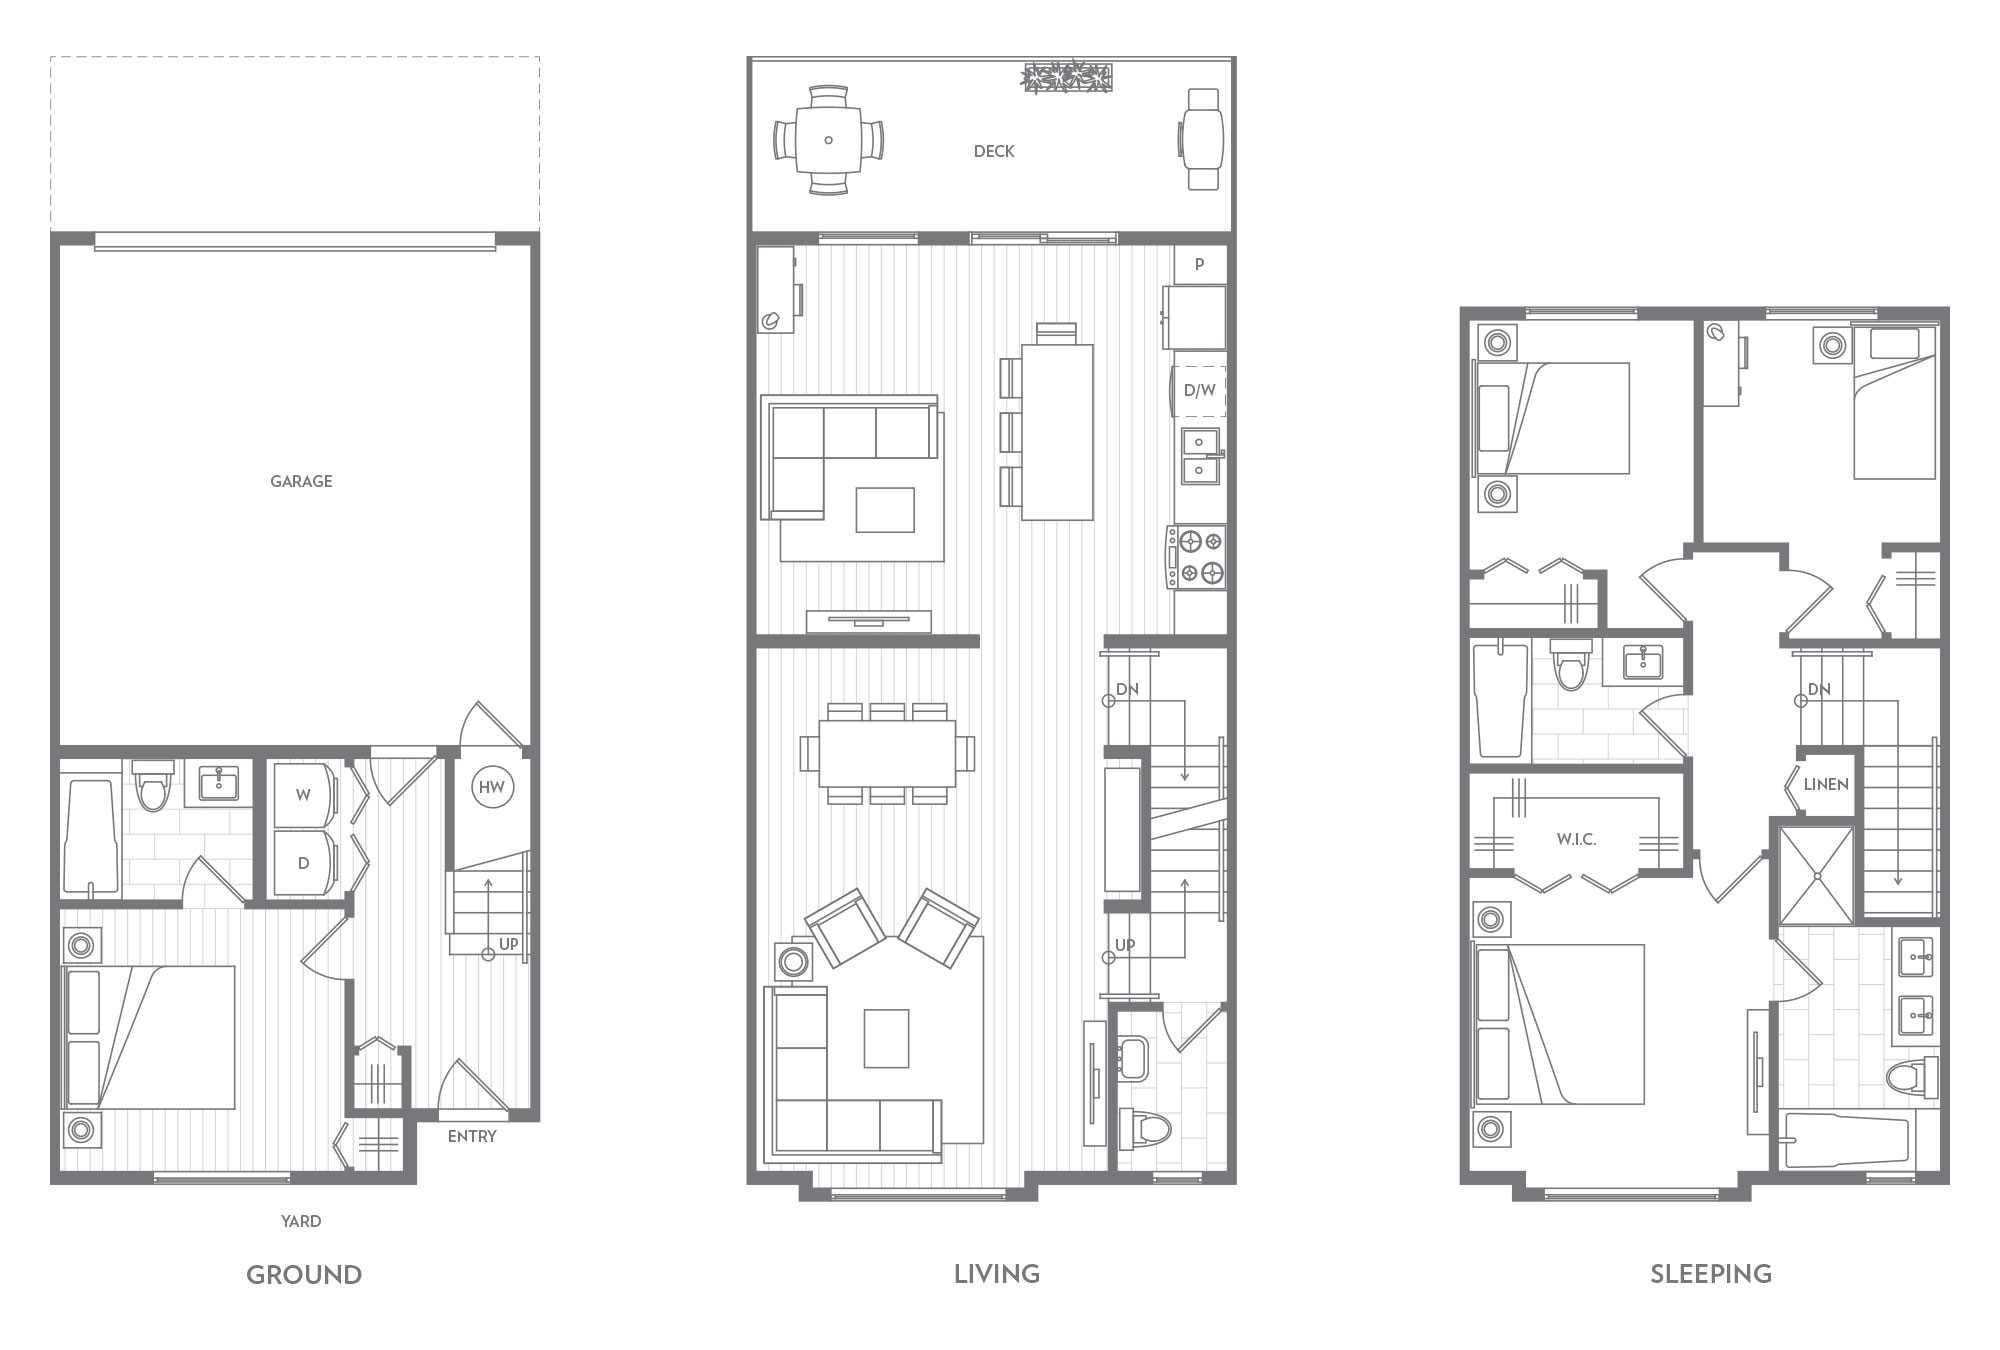 GARAGE
HW
W
D
UP
ENTRY
YARD
GROUND
DECK
P
D/W
DN
UP
LIVING
DN
LINEN
W.I.C.
SLEEPING